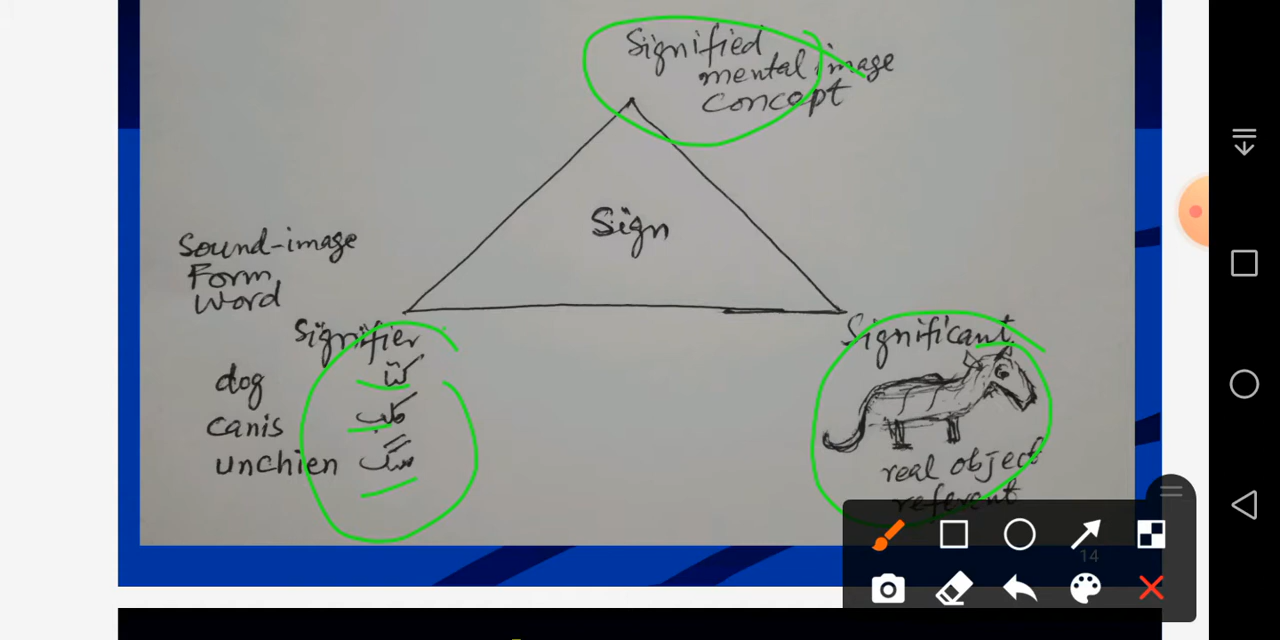 Signified
mental image
concept
Sign
Sound-image
Form
word
Signifier
Significant
dog کتا
canis کلب
unchien سگ
real object
referent
14